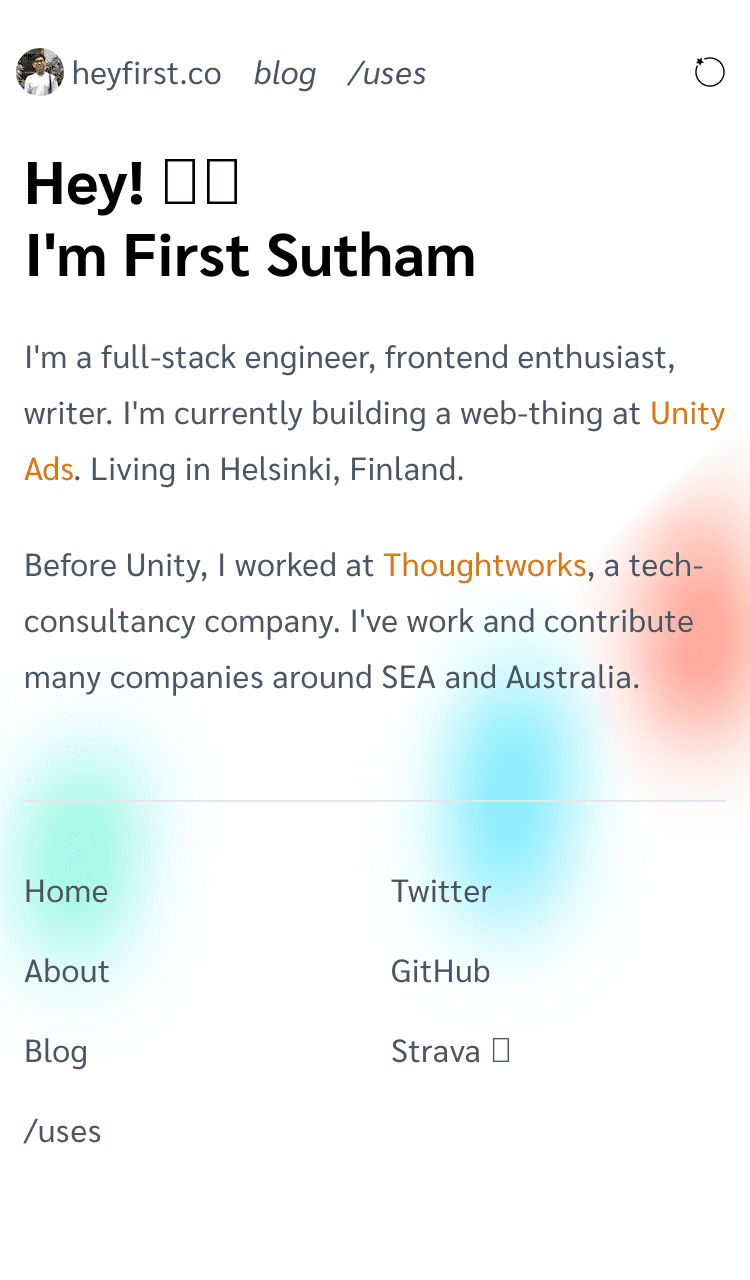 heyfirst.co blog /uses
Hey!
I'm First Sutham
I'm a full-stack engineer, frontend enthusiast,
writer. I'm currently building a web-thing at Unity
Ads. Living in Helsinki, Finland.
Before Unity, I worked at Thoughtworks, a tech-
consultancy company. I've work and contribute
many companies around SEA and Australia.
Home
Twitter
About
GitHub
Blog
Strava
/uses